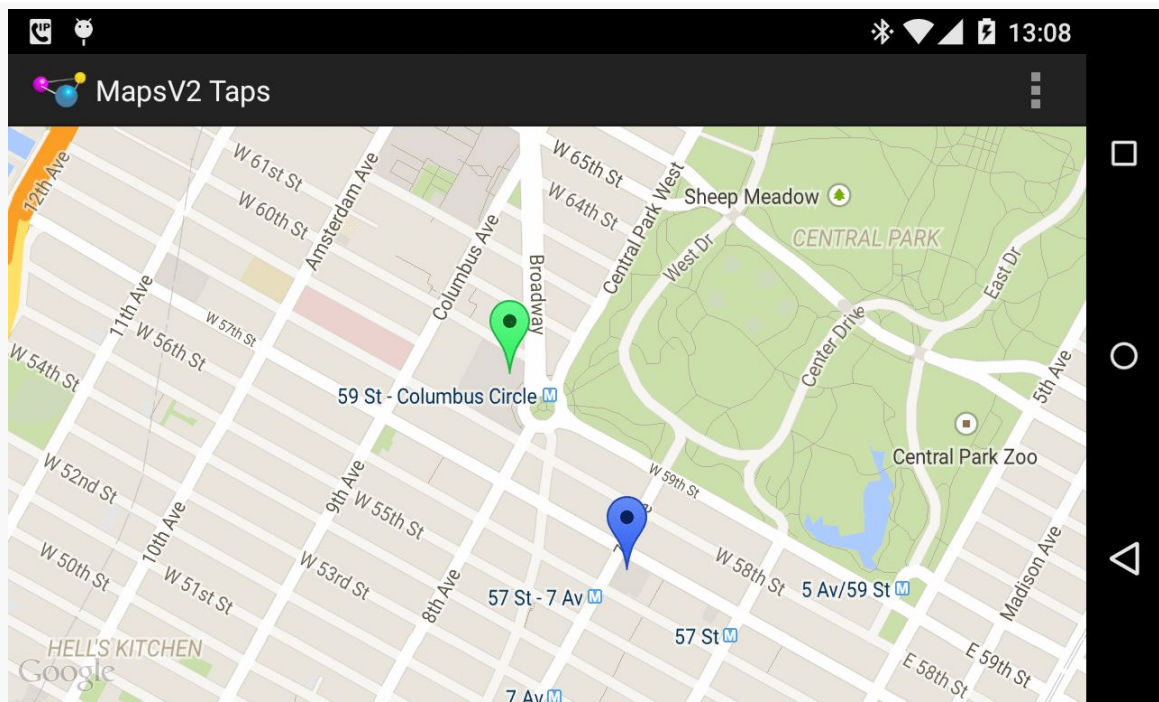 IP
13:08
MapsV2 Taps
12th Ave
W 61st St
W 60th St
Amsterdam Ave
Columbus Ave
Broadway
W 65th St
W 64th St
Central Park West
Sheep Meadow
CENTRAL PARK
West Dr
East Dr
11th Ave
W 57th St
W 56th St
W 54th St
59 St - Columbus Circle M
Center Drive
5th Ave
Central Park Zoo
W 52nd St
9th Ave
W 55th St
W 59th St
10th Ave
W 50th St
W 51st St
W 53rd St
8th Ave
57 St - 7 Av M
W 58th St
5 Av/59 St M
Madison Ave
57 St M
HELL'S KITCHEN
Google
E 59th St
E 58th St
7 Av M